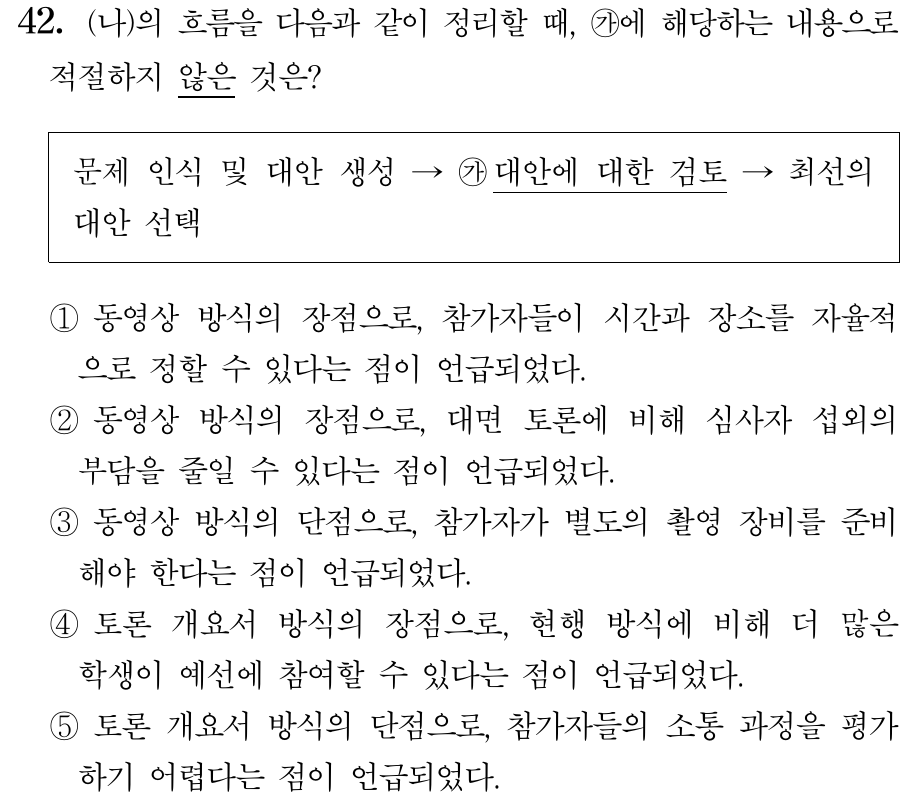 42. (나)의 흐름을 다음과 같이 정리할 때, ㉮에 해당하는 내용으로
적절하지 않은 것은?
문제 인식 및 대안 생성 → ㉮ 대안에 대한 검토 → 최선의
대안 선택
① 동영상 방식의 장점으로, 참가자들이 시간과 장소를 자율적
으로 정할 수 있다는 점이 언급되었다.
② 동영상 방식의 장점으로, 대면 토론에 비해 심사자 섭외의
부담을 줄일 수 있다는 점이 언급되었다.
③ 동영상 방식의 단점으로, 참가자가 별도의 촬영 장비를 준비
해야 한다는 점이 언급되었다.
④ 토론 개요서 방식의 장점으로, 현행 방식에 비해 더 많은
학생이 예선에 참여할 수 있다는 점이 언급되었다.
⑤ 토론 개요서 방식의 단점으로, 참가자들의 소통 과정을 평가
하기 어렵다는 점이 언급되었다.